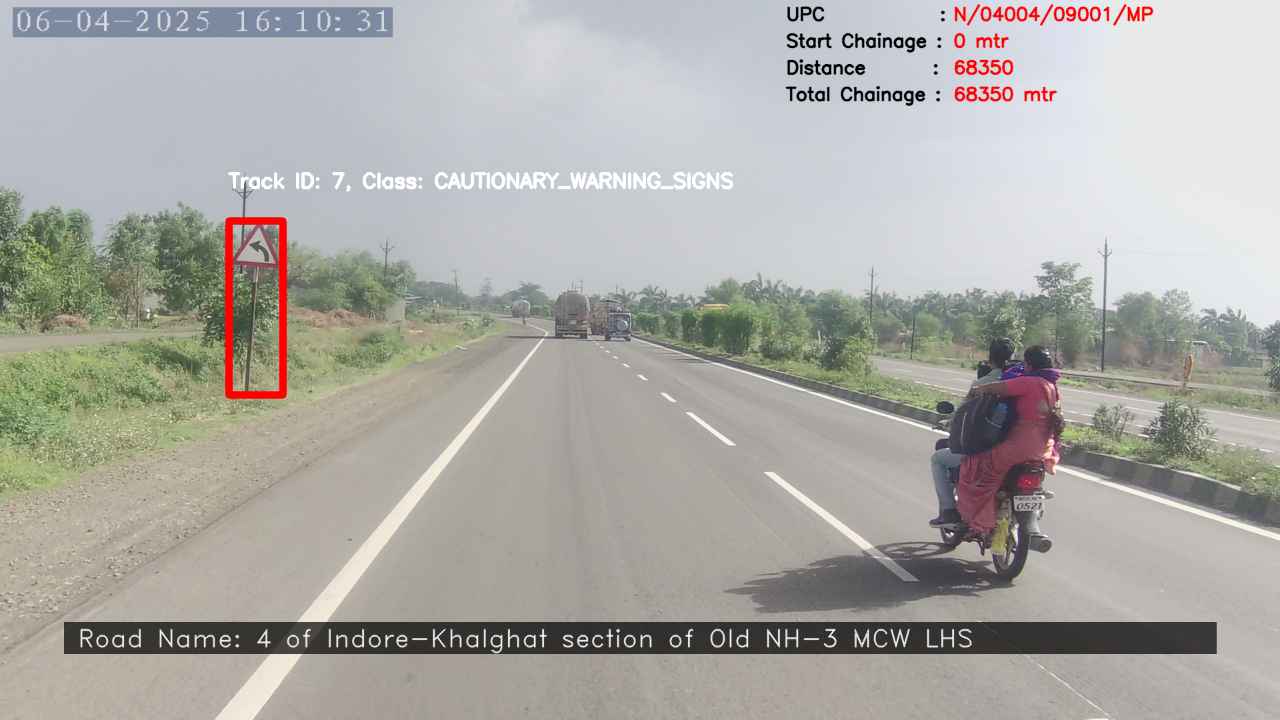 06-04-2025 16:10:31
UPC : N/04004/09001/MP
Start Chainage : 0 mtr
Distance : 68350
Total Chainage : 68350 mtr
Track ID: 7, Class: CAUTIONARY_WARNING_SIGNS
0521
Road Name: 4 of Indore-Khalghat section of Old NH-3 MCW LHS